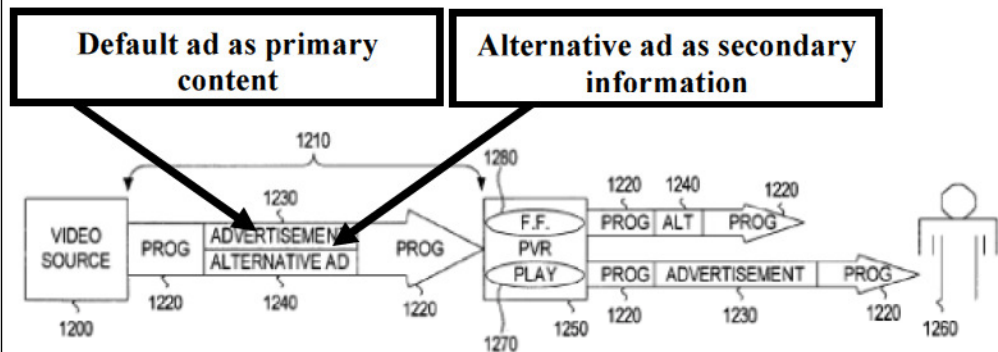 Default ad as primary
content
Alternative ad as secondary
information
1210
1280
1230
1220 1240 1220
VIDEO
SOURCE
PROG
ADVERTISEMENT
ALTERNATIVE AD
PROG
F.F.
PVR
PLAY
PROG ALT PROG
PROG ADVERTISEMENT PROG
1200
1220
1240
1220
1270
1250
1220
1230
1220
1260